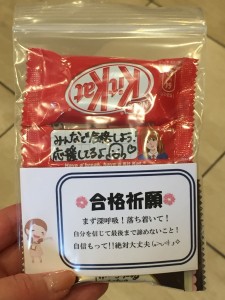 KitKat
みんなで合格しよう!
応援してるよ
合格祈願
まず深呼吸!落ち着いて!
自分を信じて最後まで諦めないこと!
自信もって!!絶対大丈夫